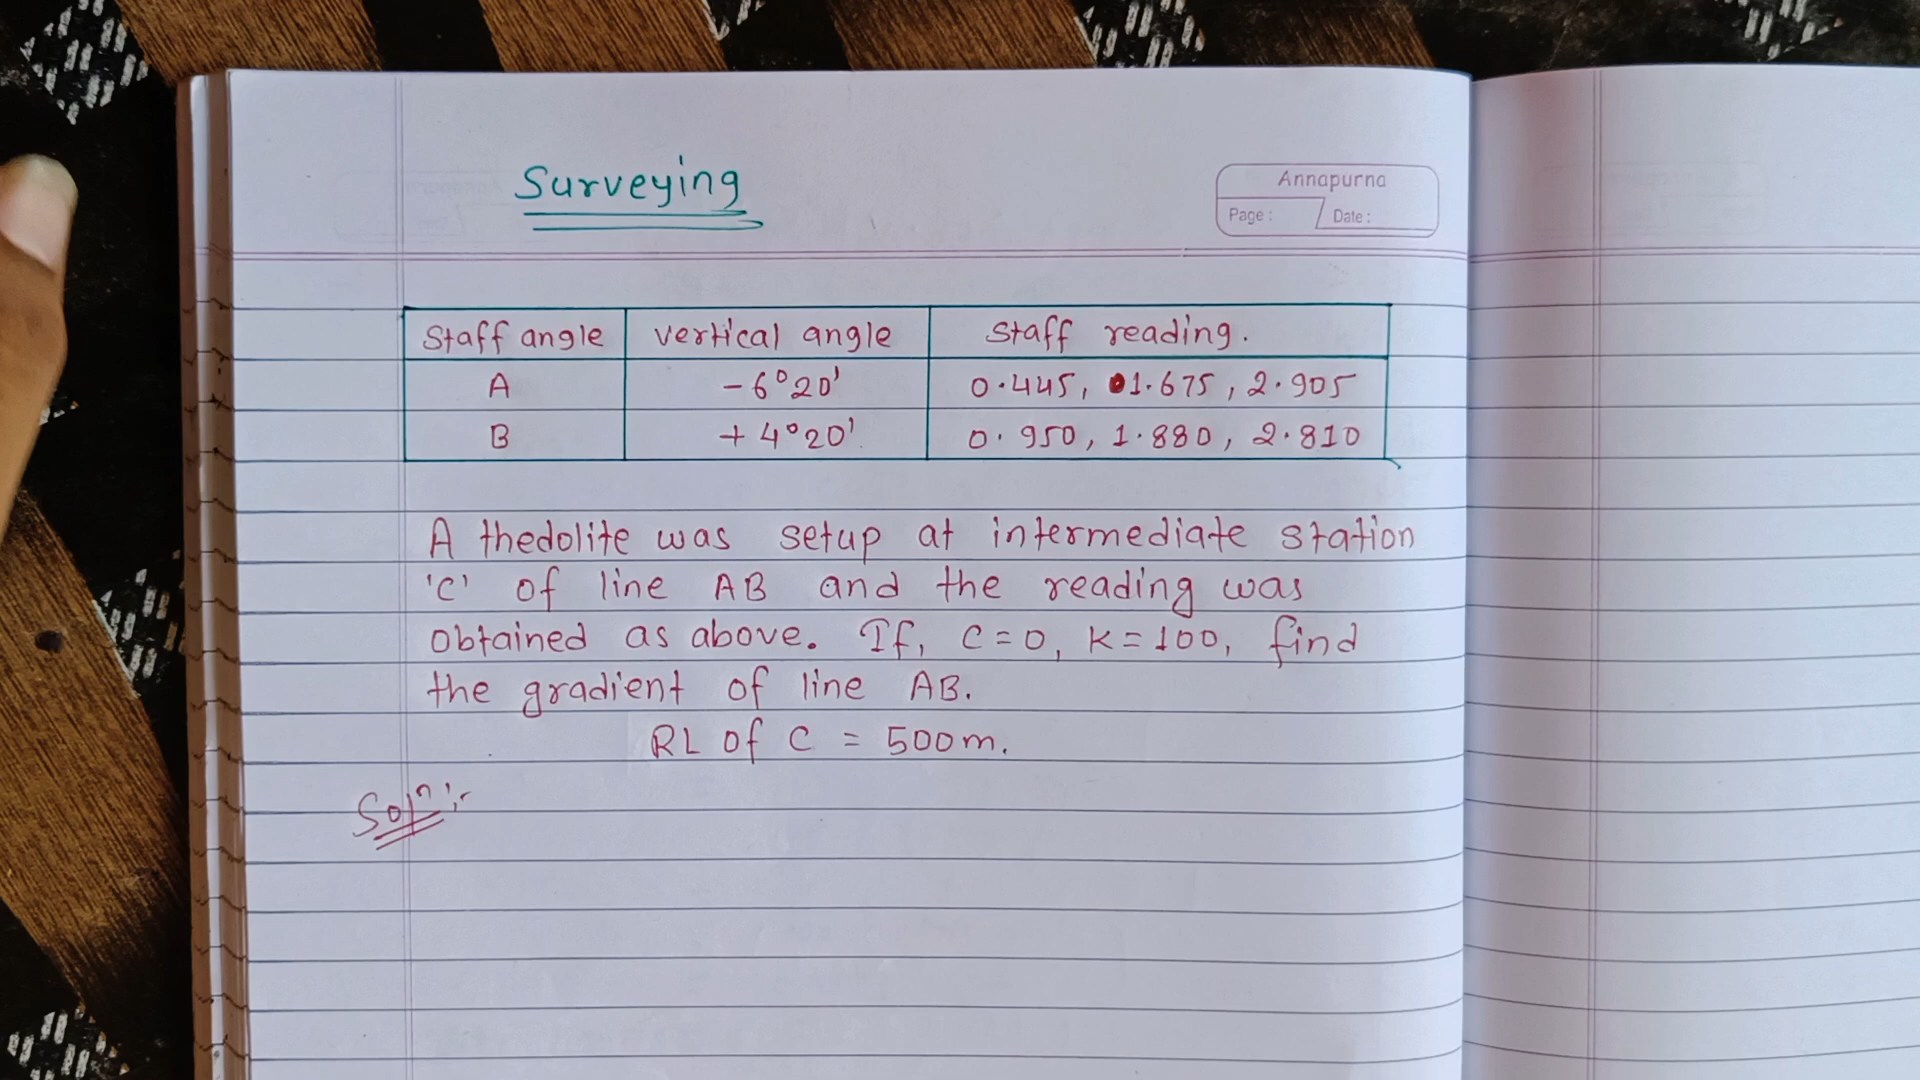 Surveying
Annapurna
Page :
Date :
Staff angle vertical angle staff reading.
A -6°20' 0.445, 1.675, 2.905
B +4°20' 0.950, 1.880, 2.810
A thedolite was setup at intermediate station
'C' of line AB and the reading was
obtained as above. If, C=0, K=100, find
the gradient of line AB.
RL of C = 500m.
Solⁿ:-